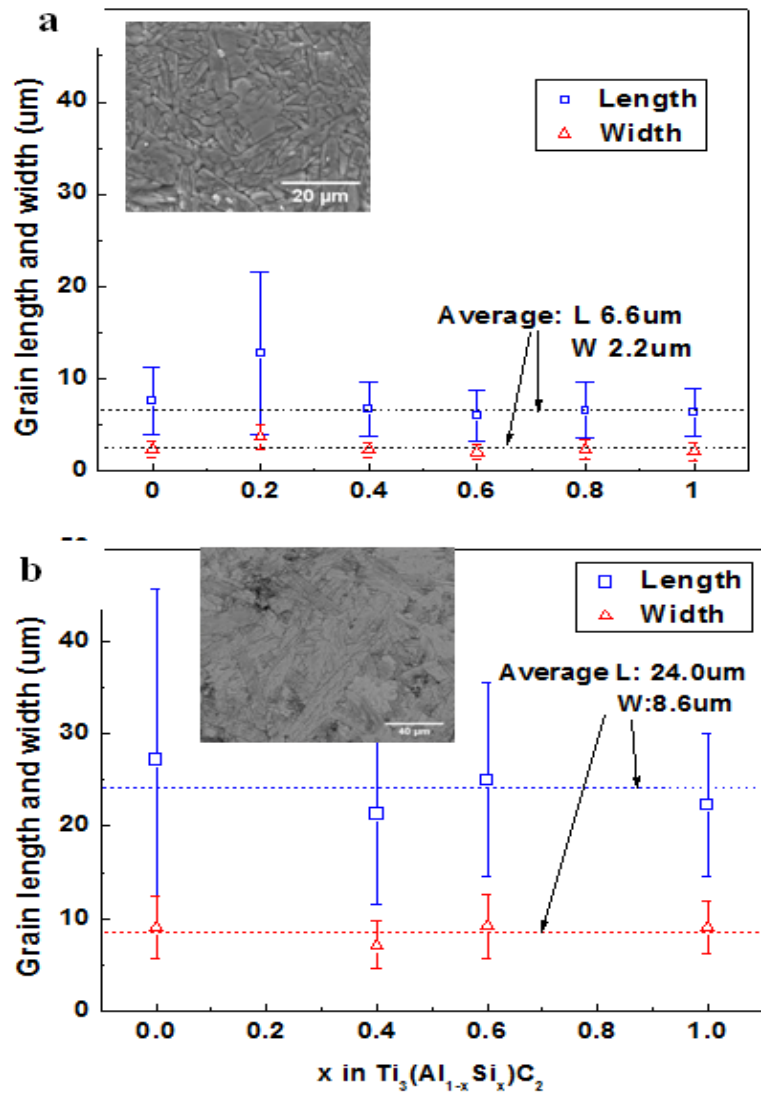 a
Grain length and width (um)
40
30
20
10
0
20 µm
Length
Width
Average: L 6.6um
W 2.2um
0 0.2 0.4 0.6 0.8 1
b
Grain length and width (um)
40
30
20
10
0
40 µm
Length
Width
Average L: 24.0um
W:8.6um
0.0 0.2 0.4 0.6 0.8 1.0
x in Ti₃(Al₁₋ₓSiₓ)C₂